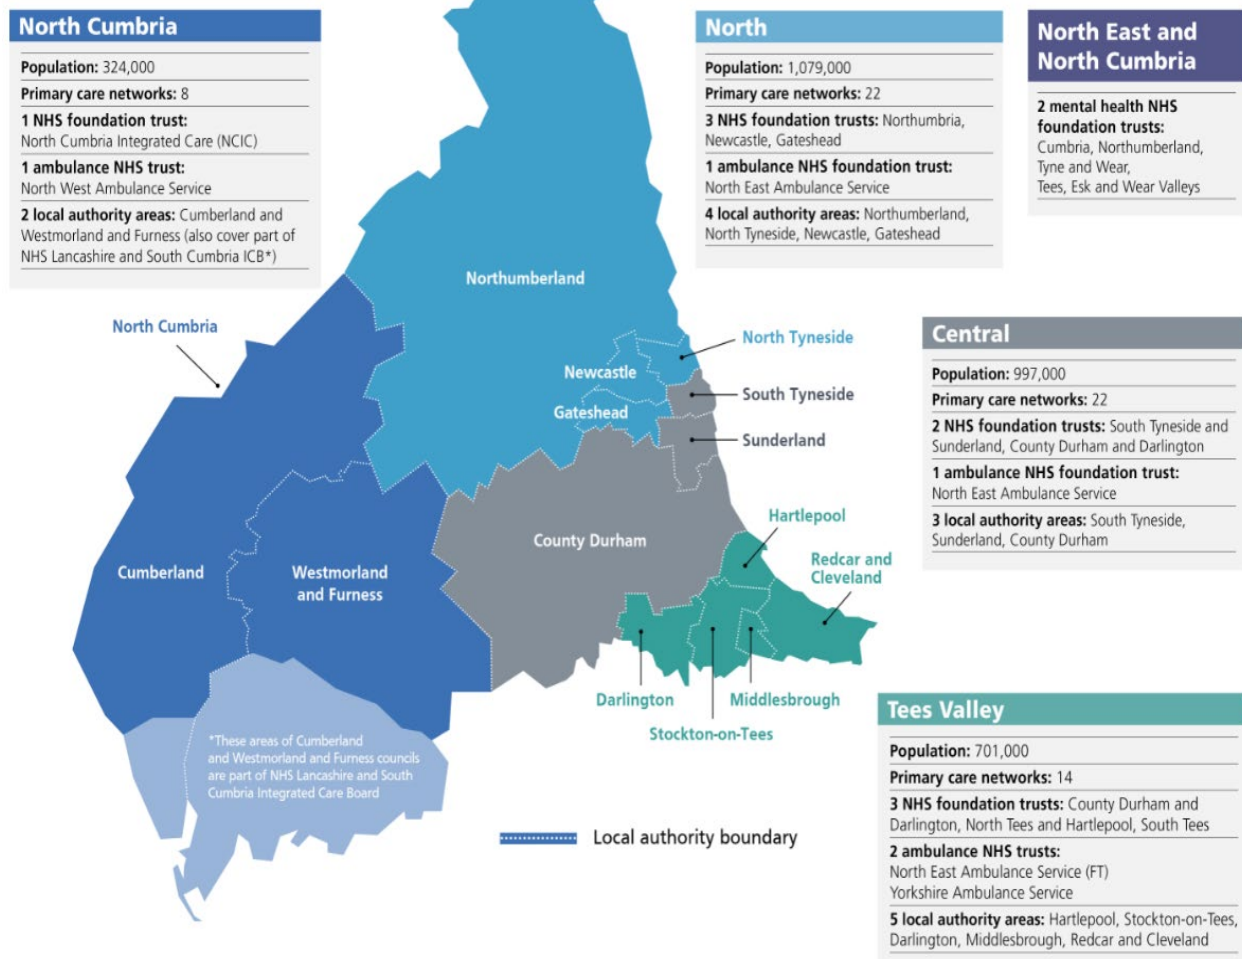 North Cumbria
Population: 324,000
Primary care networks: 8
1 NHS foundation trust:
North Cumbria Integrated Care (NCIC)
1 ambulance NHS trust:
North West Ambulance Service
2 local authority areas: Cumberland and
Westmorland and Furness (also cover part of
NHS Lancashire and South Cumbria ICB*)
North
Population: 1,079,000
Primary care networks: 22
3 NHS foundation trusts: Northumbria,
Newcastle, Gateshead
1 ambulance NHS foundation trust:
North East Ambulance Service
4 local authority areas: Northumberland,
North Tyneside, Newcastle, Gateshead
North East and
North Cumbria
2 mental health NHS
foundation trusts:
Cumbria, Northumberland,
Tyne and Wear,
Tees, Esk and Wear Valleys
Northumberland
North Cumbria
North Tyneside
Newcastle
South Tyneside
Gateshead
Sunderland
Central
Population: 997,000
Primary care networks: 22
2 NHS foundation trusts: South Tyneside and
Sunderland, County Durham and Darlington
1 ambulance NHS foundation trust:
North East Ambulance Service
3 local authority areas: South Tyneside,
Sunderland, County Durham
Hartlepool
County Durham
Redcar and
Cleveland
Cumberland
Westmorland
and Furness
Darlington
Middlesbrough
Stockton-on-Tees
*These areas of Cumberland
and Westmorland and Furness councils
are part of NHS Lancashire and South
Cumbria Integrated Care Board
Local authority boundary
Tees Valley
Population: 701,000
Primary care networks: 14
3 NHS foundation trusts: County Durham and
Darlington, North Tees and Hartlepool, South Tees
2 ambulance NHS trusts:
North East Ambulance Service (FT)
Yorkshire Ambulance Service
5 local authority areas: Hartlepool, Stockton-on-Tees,
Darlington, Middlesbrough, Redcar and Cleveland